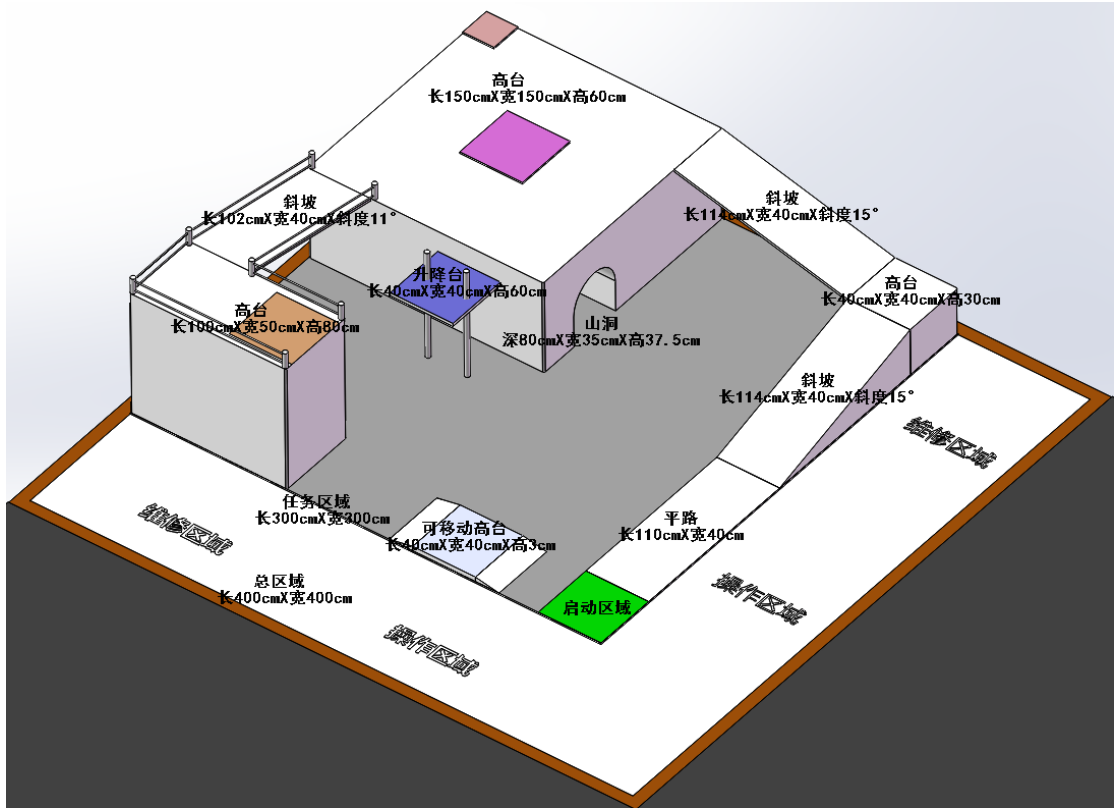 高台
长150cmX宽150cmX高60cm
斜坡
长102cmX宽40cmX斜度11°
斜坡
长114cmX宽40cmX斜度15°
升降台
长40cmX宽40cmX高60cm
高台
长40cmX宽40cmX高30cm
高台
长100cmX宽50cmX高80cm
山洞
深80cmX宽35cmX高37.5cm
斜坡
长114cmX宽40cmX斜度15°
维修区域
任务区域
长300cmX宽300cm
维修区域
可移动高台
长40cmX宽40cmX高3cm
平路
长110cmX宽40cm
总区域
长400cmX宽400cm
启动区域
操作区域
操作区域